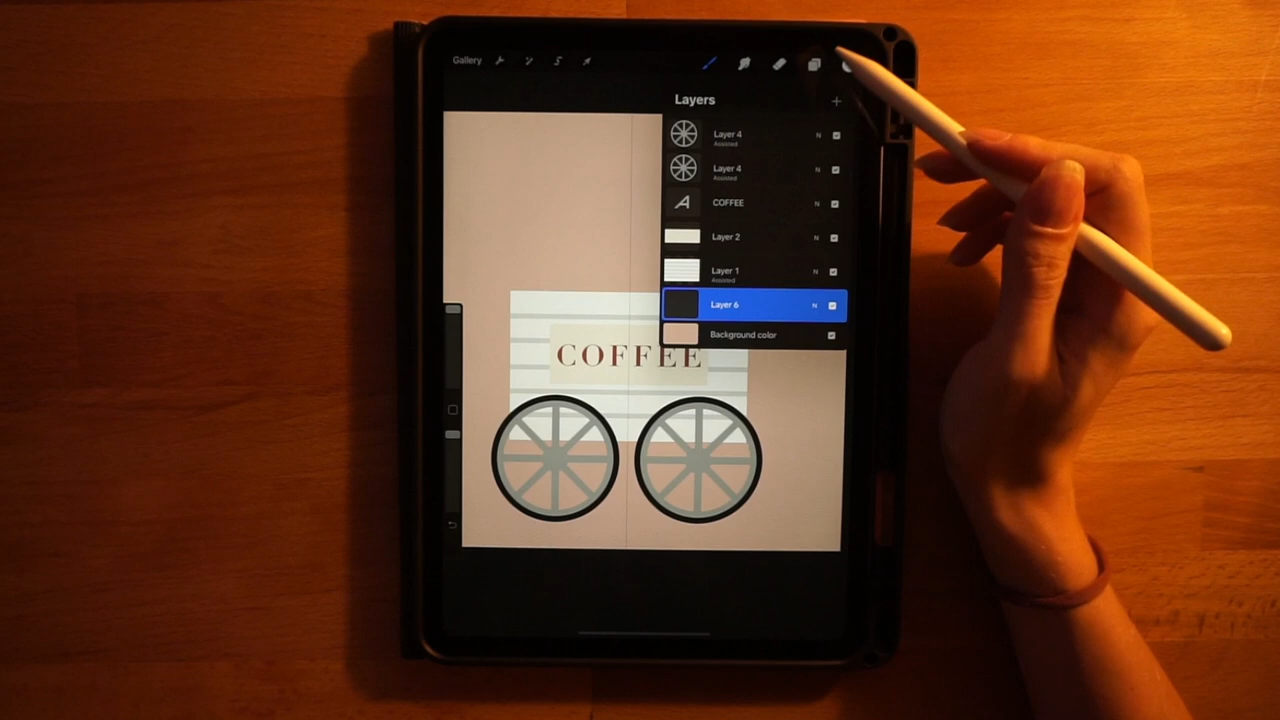 Gallery
Layers
Layer 4
Assisted
N
Layer 4
Assisted
N
A
COFFEE
N
Layer 2
N
Layer 1
Assisted
N
Layer 6
N
Background color
COFFEE